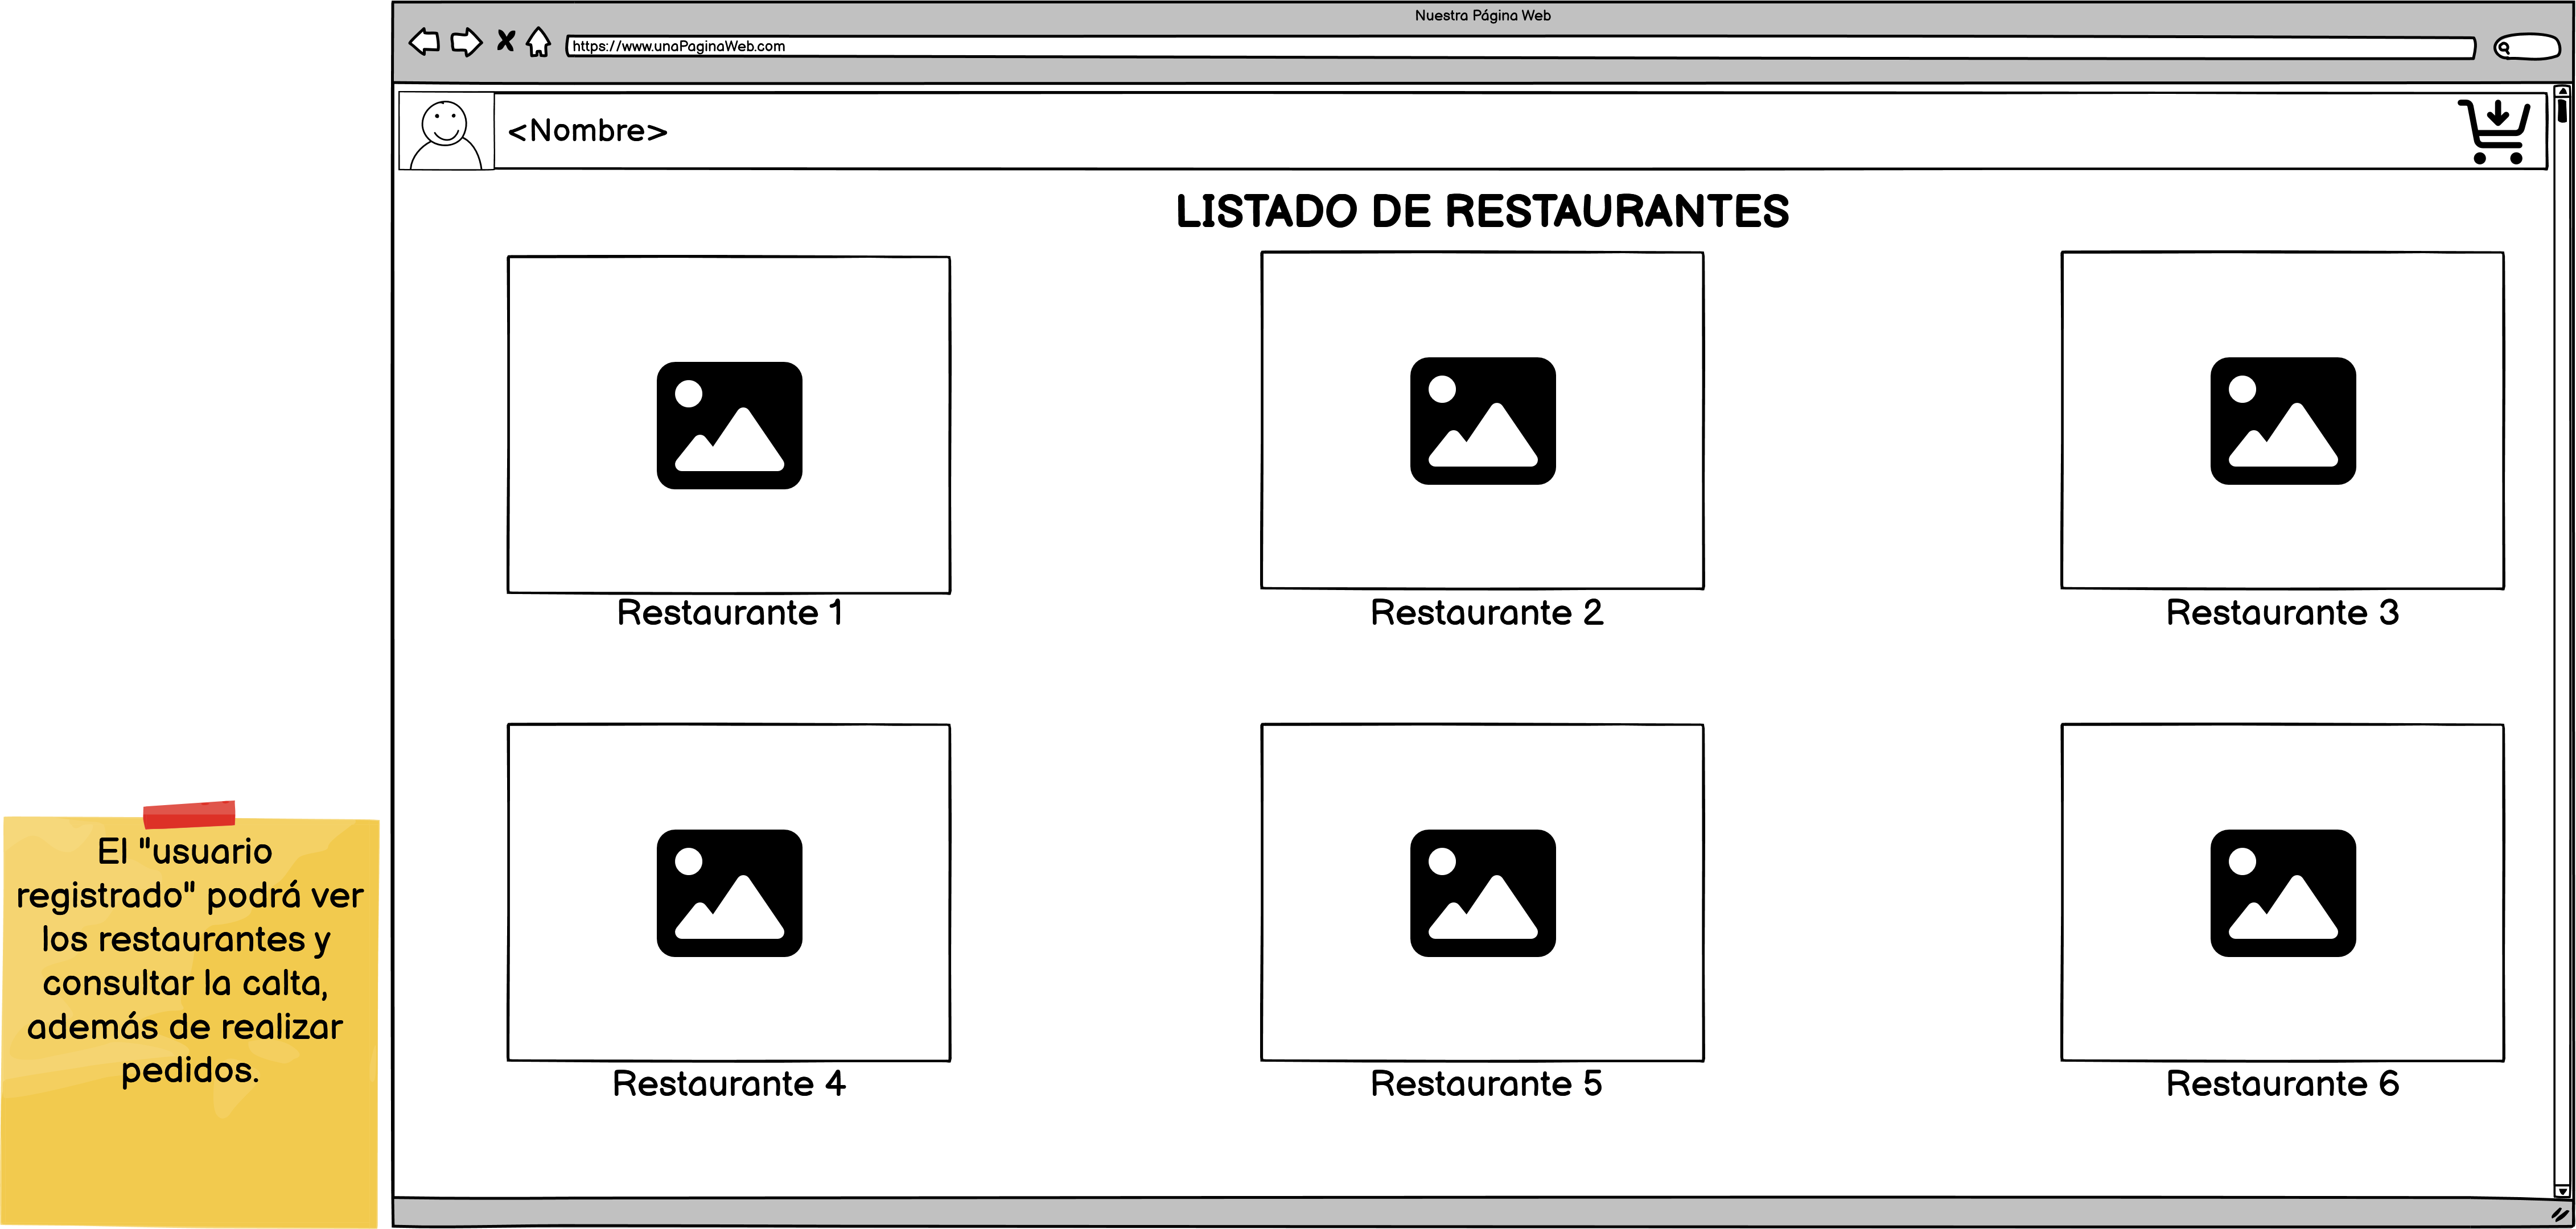 Nuestra Página Web
https://www.unaPaginaWeb.com
<Nombre>
LISTADO DE RESTAURANTES
Restaurante 1
Restaurante 2
Restaurante 3
Restaurante 4
Restaurante 5
Restaurante 6
El "usuario
registrado" podrá ver
los restaurantes y
consultar la calta,
además de realizar
pedidos.